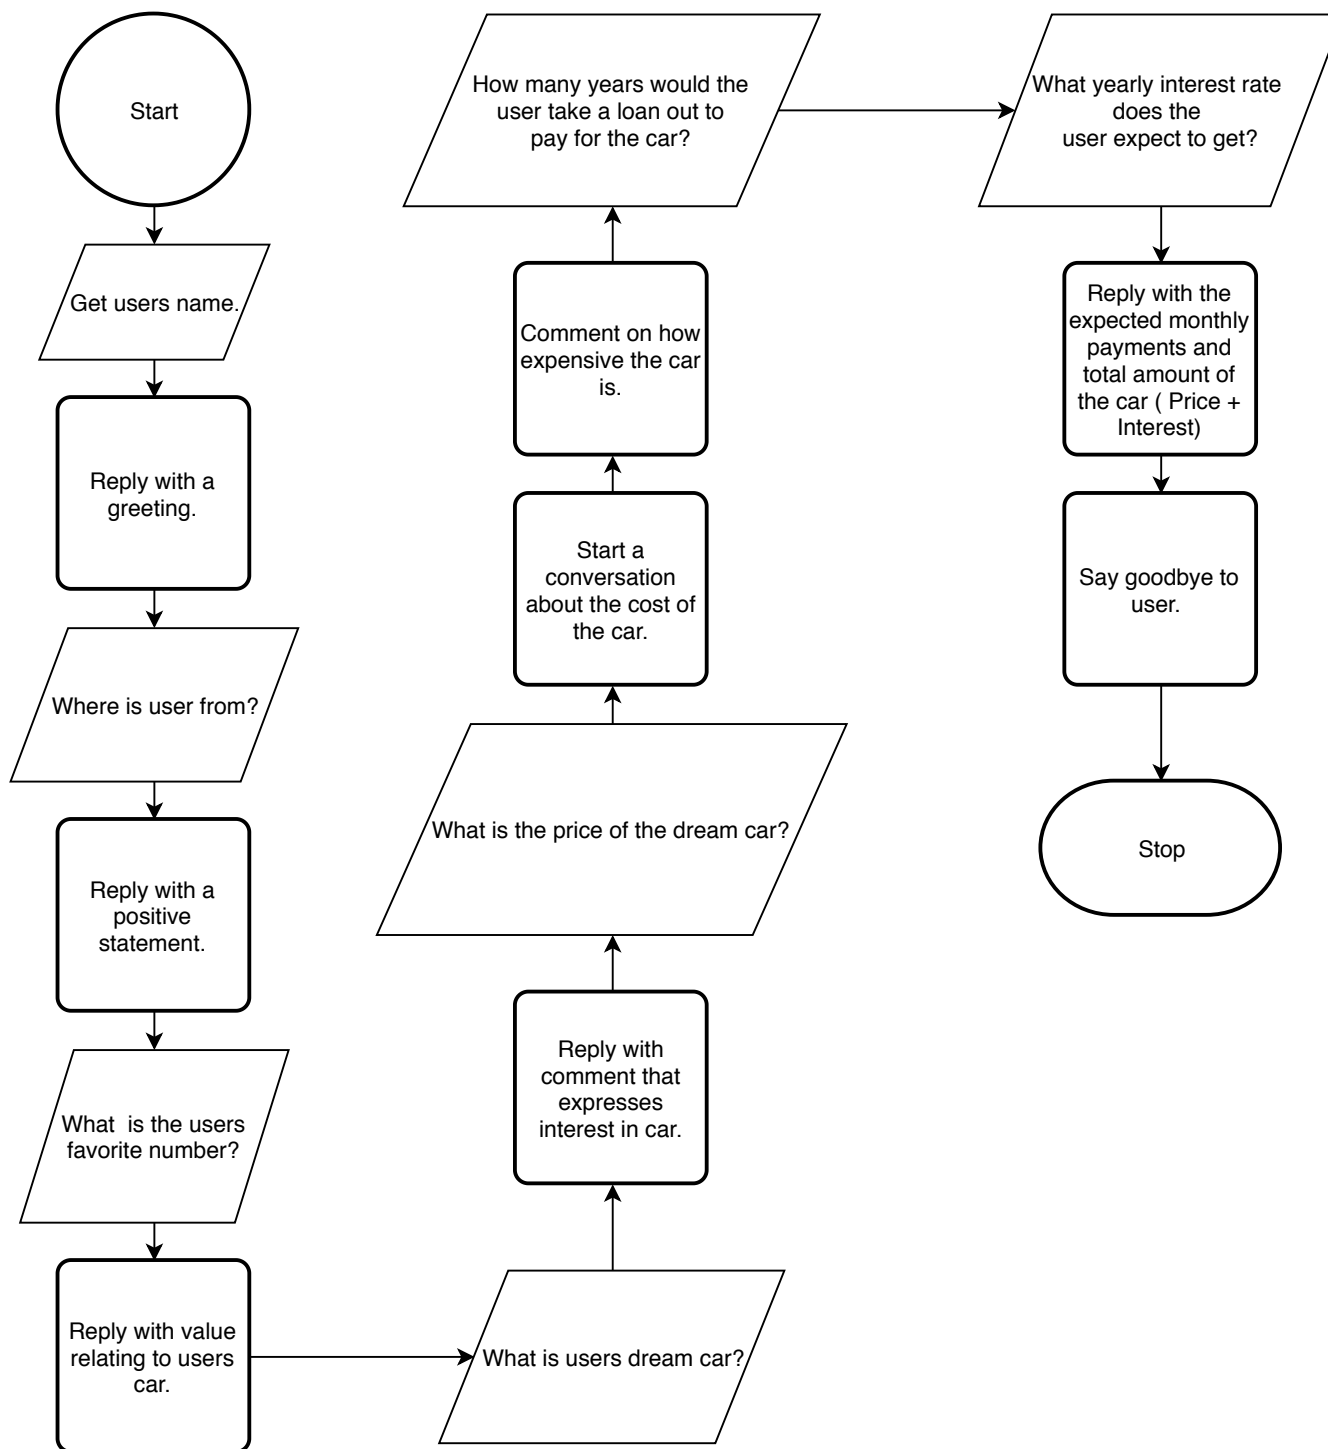 Start
Get users name.
Reply with a
greeting.
Where is user from?
Reply with a
positive
statement.
What  is the users
favorite number?
Reply with value
relating to users
car.
What is users dream car?
Reply with
comment that
expresses
interest in car.
What is the price of the dream car?
Start a
conversation
about the cost of
the car.
Comment on how
expensive the car
is.
How many years would the
user take a loan out to
pay for the car?
What yearly interest rate
does the
user expect to get?
Reply with the
expected monthly
payments and
total amount of
the car ( Price +
Interest)
Say goodbye to
user.
Stop